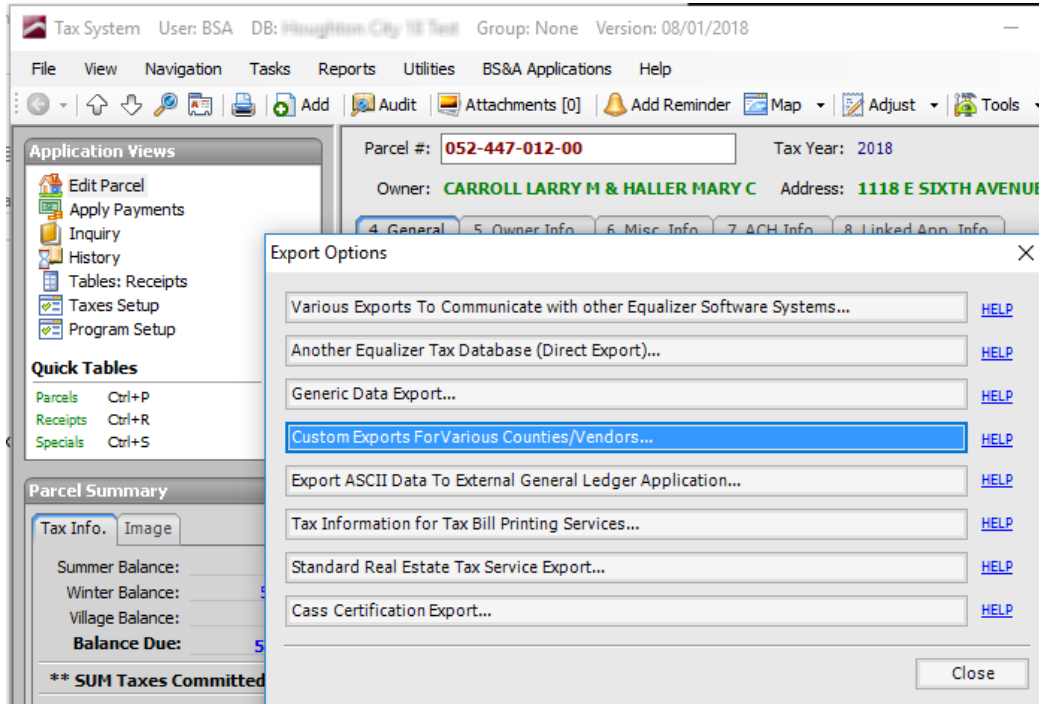 Tax System User: BSA DB: Group: None Version: 08/01/2018
File View Navigation Tasks Reports Utilities BS&A Applications Help
Add Audit Attachments [0] Add Reminder Map Adjust Tools
Application Views
Edit Parcel
Apply Payments
Inquiry
History
Tables: Receipts
Taxes Setup
Program Setup
Quick Tables
Parcels Ctrl+P
Receipts Ctrl+R
Specials Ctrl+S
Parcel Summary
Tax Info. Image
Summer Balance:
Winter Balance: 5
Village Balance:
Balance Due: 5
** SUM Taxes Committed
Parcel #: 052-447-012-00 Tax Year: 2018
Owner: CARROLL LARRY M & HALLER MARY C Address: 1118 E SIXTH AVENUE
4. General 5. Owner Info. 6. Misc. Info. 7. ACH Info. 8. Linked App. Info.
Export Options
Various Exports To Communicate with other Equalizer Software Systems... HELP
Another Equalizer Tax Database (Direct Export)... HELP
Generic Data Export... HELP
Custom Exports ForVarious Counties/Vendors... HELP
Export ASCII Data To External General Ledger Application... HELP
Tax Information for Tax Bill Printing Services... HELP
Standard Real Estate Tax Service Export... HELP
Cass Certification Export... HELP
Close